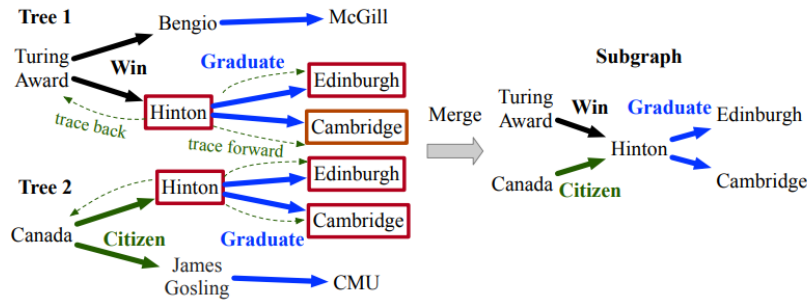 Tree 1
Bengio
McGill
Turing
Award
Win
Graduate
Edinburgh
Hinton
Cambridge
trace back
trace forward
Tree 2
Hinton
Edinburgh
Cambridge
Canada
Citizen
Graduate
James
Gosling
CMU
Merge
Subgraph
Turing
Award
Win
Graduate
Edinburgh
Hinton
Canada
Citizen
Cambridge